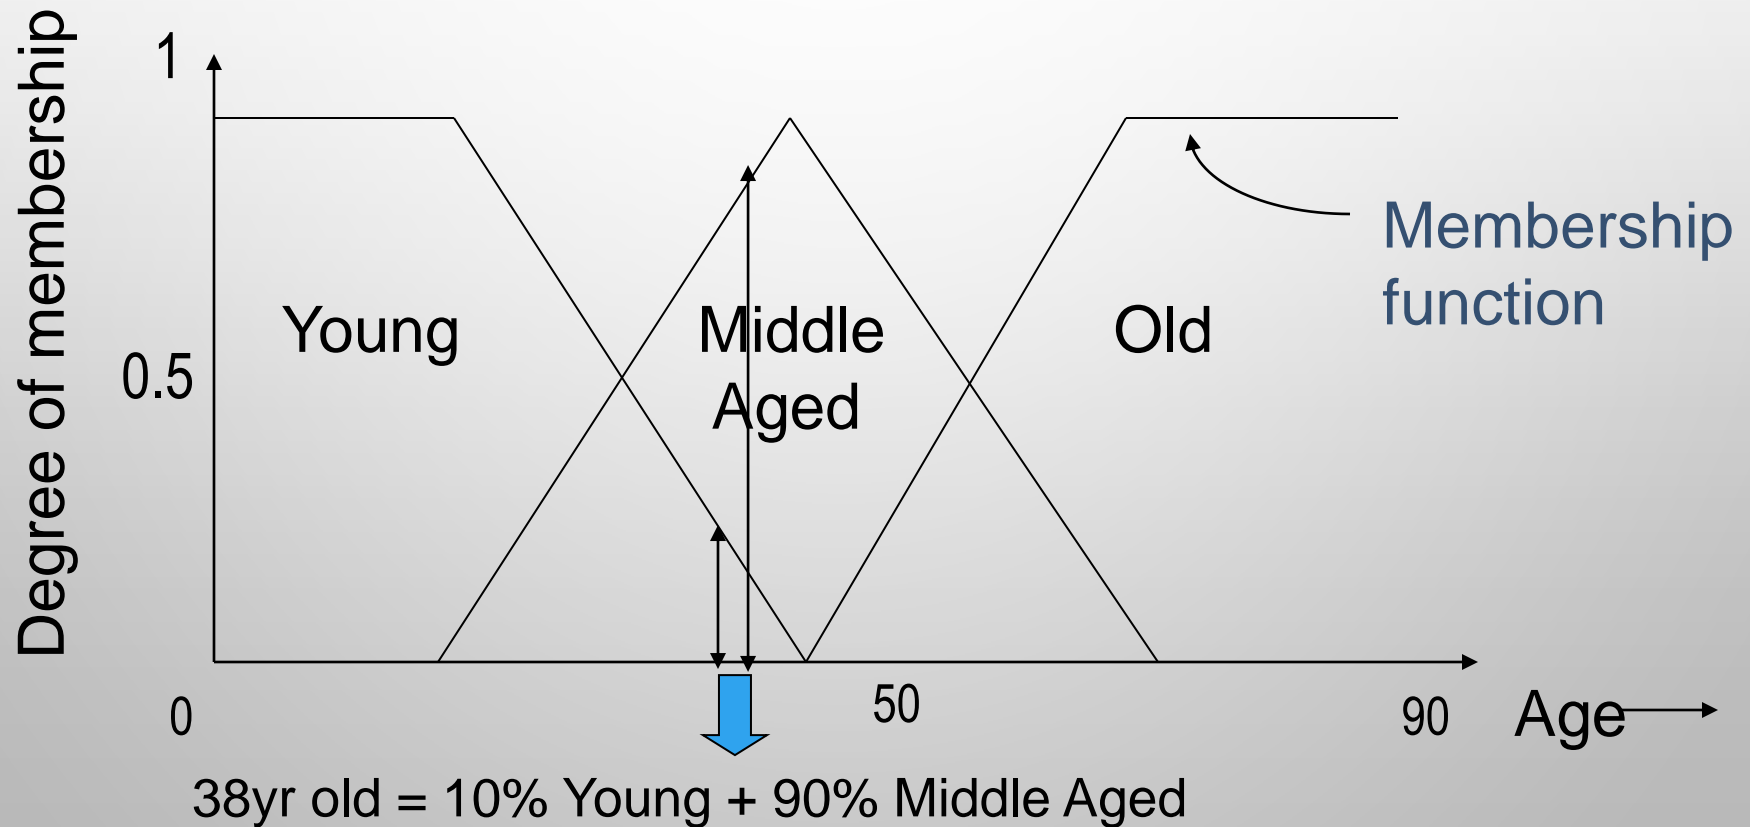 Degree of membership
1
0.5
0
Young
Middle
Aged
Old
Membership
function
50
90
Age
38yr old = 10% Young + 90% Middle Aged